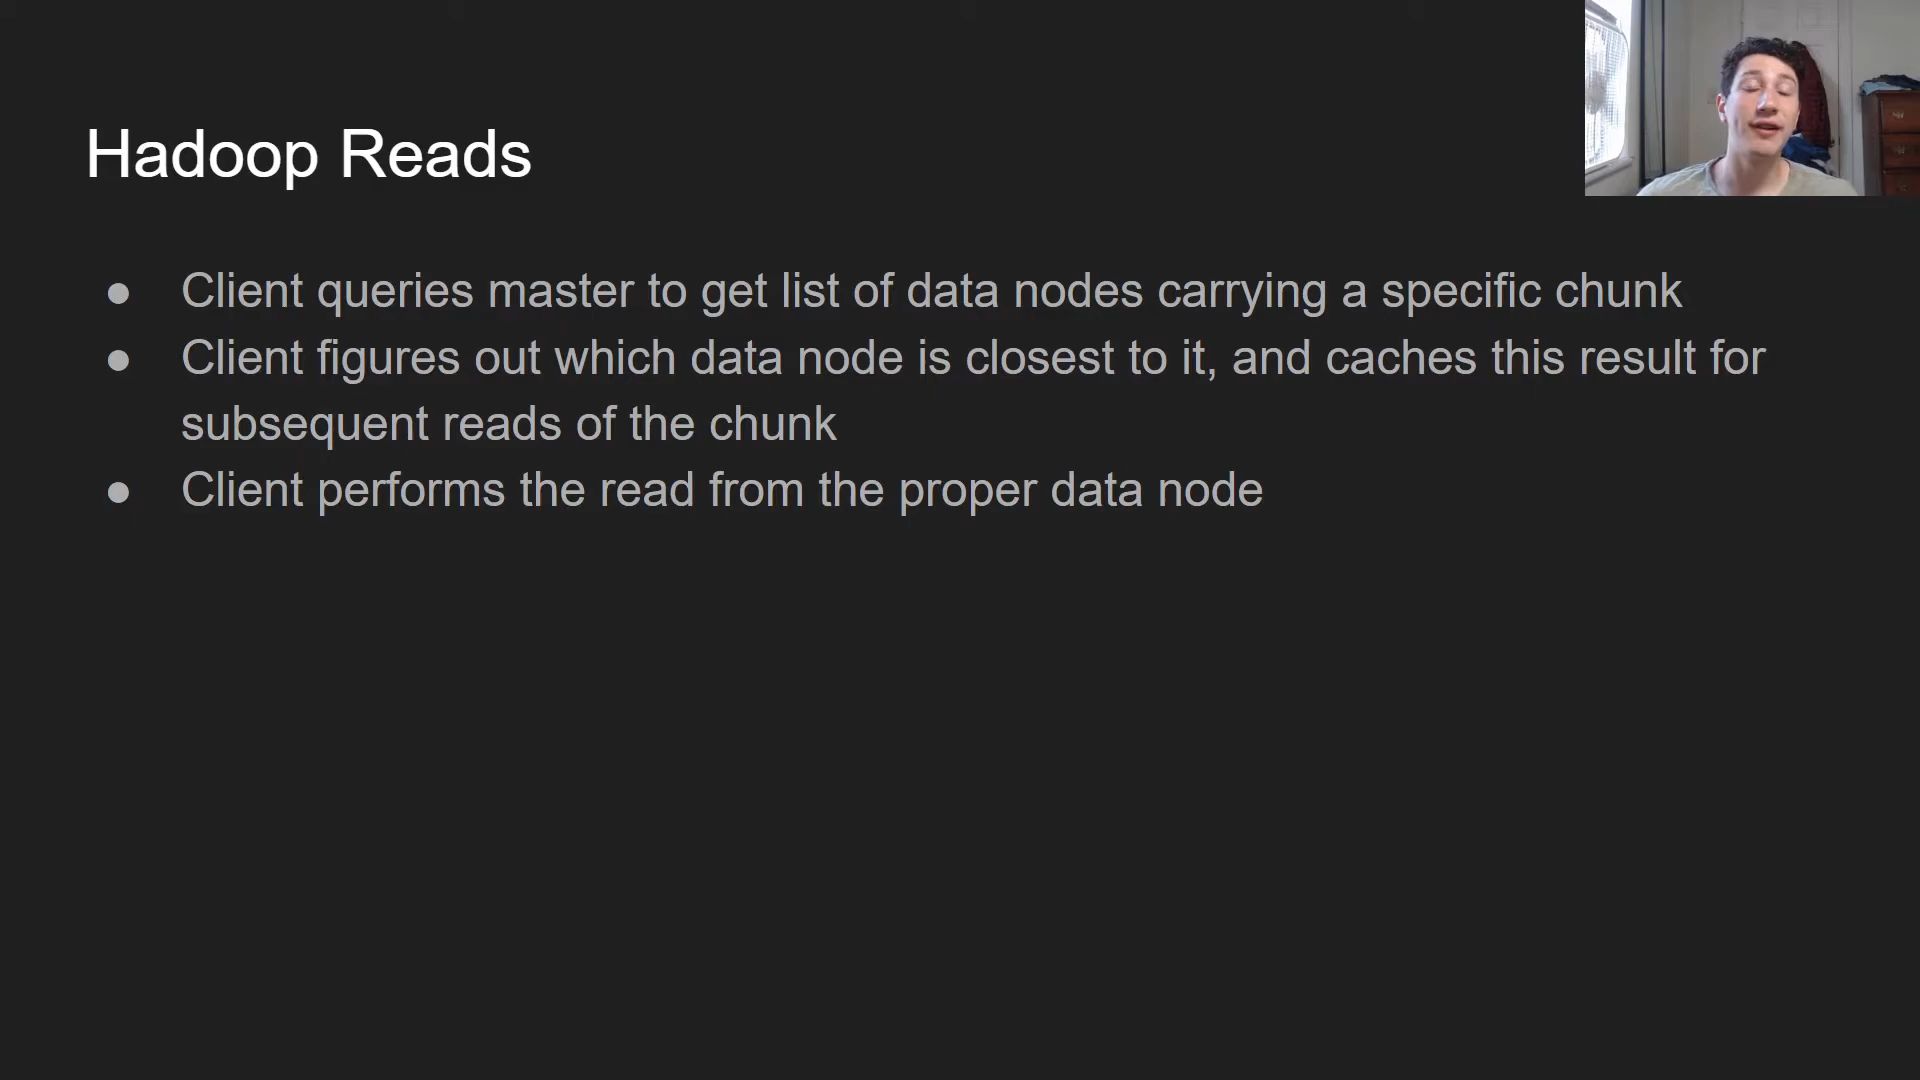 Hadoop Reads
● Client queries master to get list of data nodes carrying a specific chunk
● Client figures out which data node is closest to it, and caches this result for
subsequent reads of the chunk
● Client performs the read from the proper data node